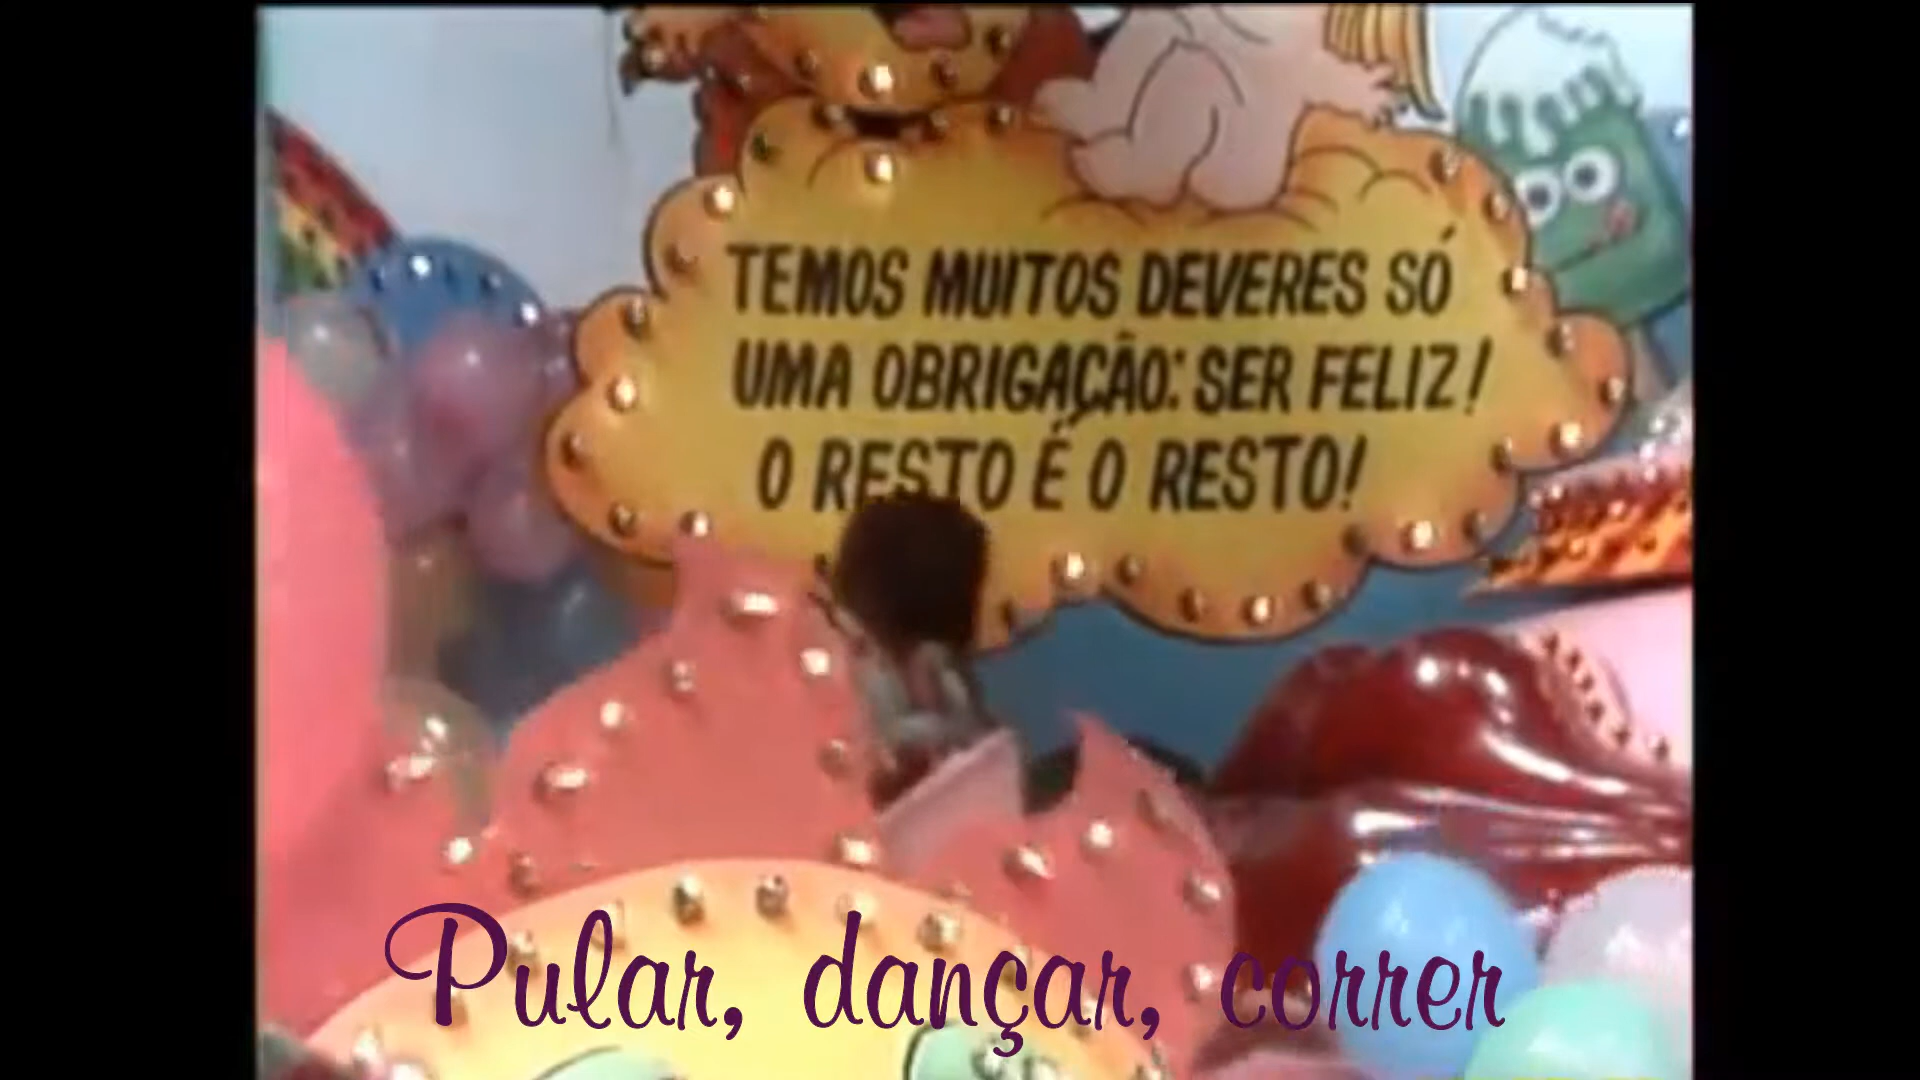 TEMOS MUITOS DEVERES SÓ
UMA OBRIGAÇÃO: SER FELIZ!
O RESTO É O RESTO!
Pular, dançar, correr